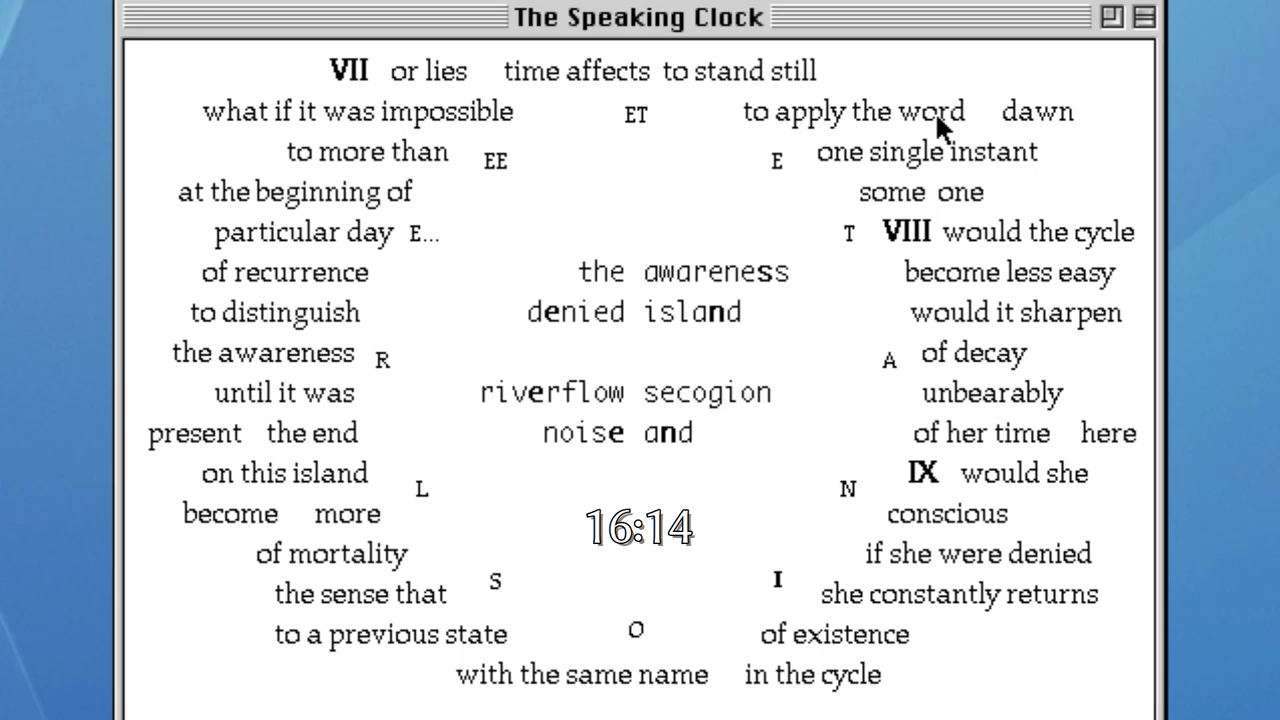 The Speaking Clock
VII or lies time affects to stand still
what if it was impossible ET to apply the word dawn
to more than EE E one single instant
at the beginning of some one
particular day E... T VIII would the cycle
of recurrence the awareness become less easy
to distinguish denied island would it sharpen
the awareness R A of decay
until it was riverflow secogion unbearably
present the end noise and of her time here
on this island L N IX would she
become more 16:14 conscious
of mortality if she were denied
the sense that S I she constantly returns
to a previous state O of existence
with the same name in the cycle